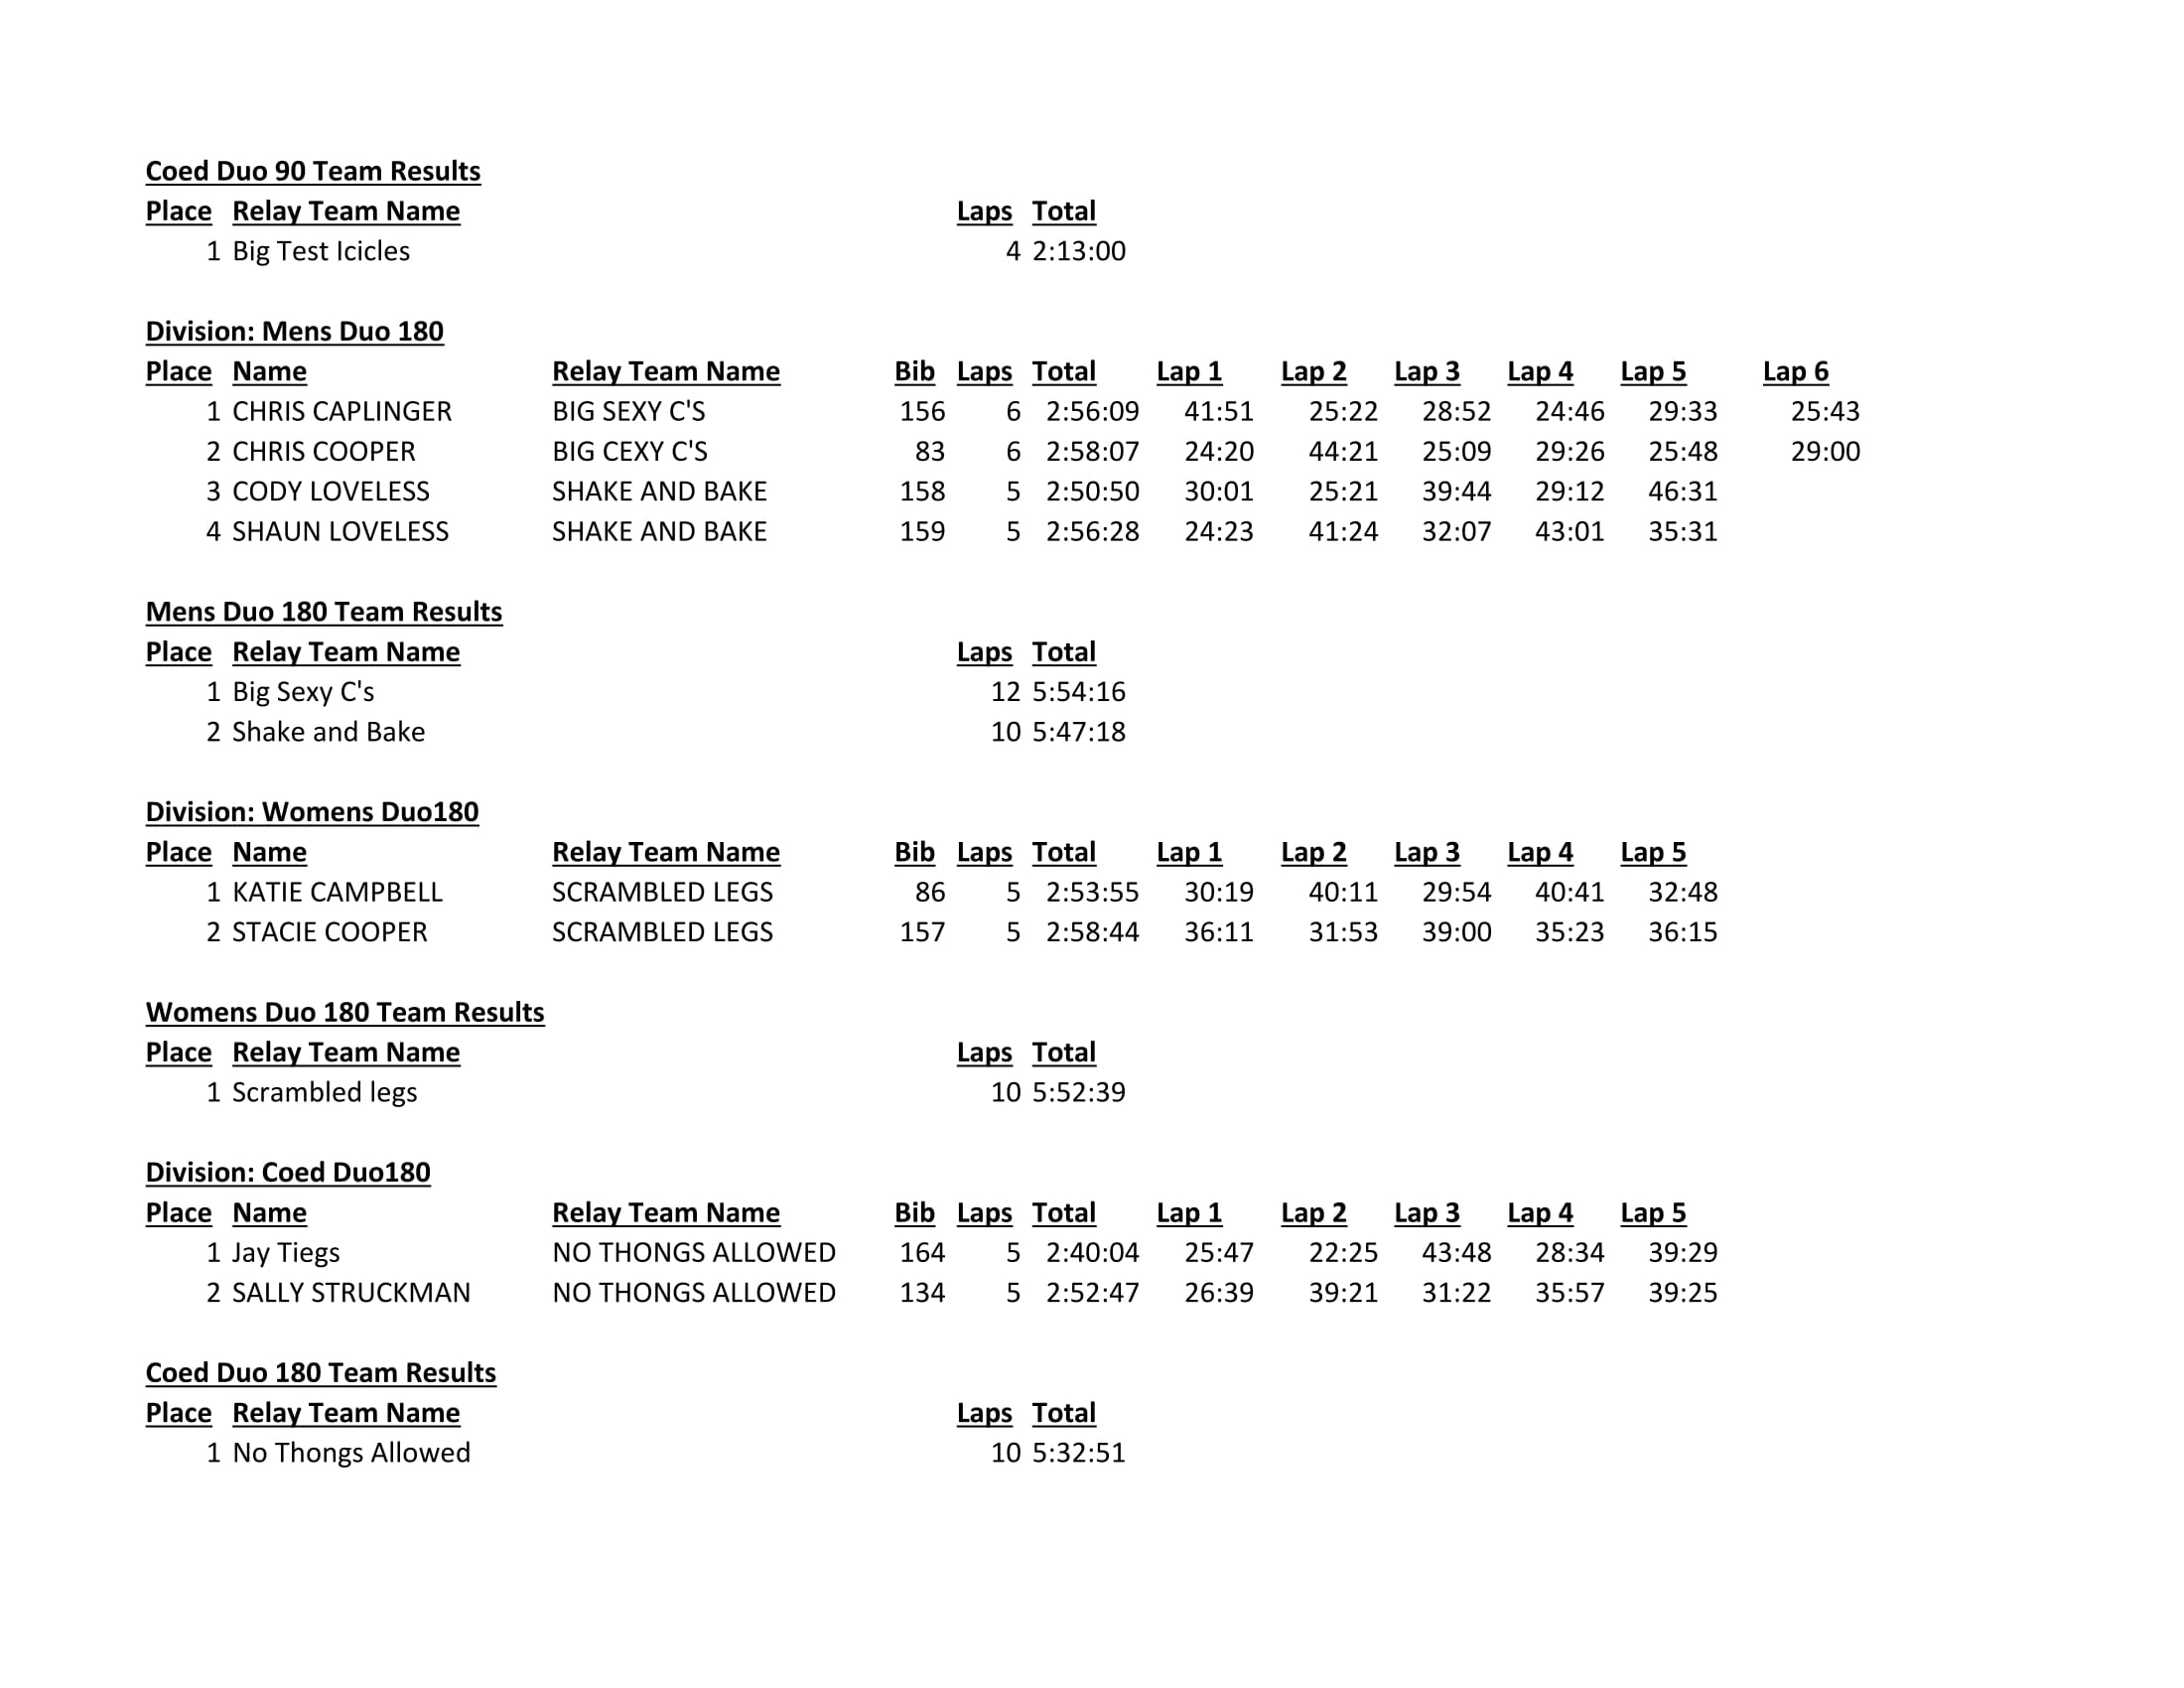 Coed Duo 90 Team Results
Place Relay Team Name Laps Total
1 Big Test Icicles 4 2:13:00
Division: Mens Duo 180
Place Name Relay Team Name Bib Laps Total Lap 1 Lap 2 Lap 3 Lap 4 Lap 5 Lap 6
1 CHRIS CAPLINGER BIG SEXY C'S 156 6 2:56:09 41:51 25:22 28:52 24:46 29:33 25:43
2 CHRIS COOPER BIG CEXY C'S 83 6 2:58:07 24:20 44:21 25:09 29:26 25:48 29:00
3 CODY LOVELESS SHAKE AND BAKE 158 5 2:50:50 30:01 25:21 39:44 29:12 46:31
4 SHAUN LOVELESS SHAKE AND BAKE 159 5 2:56:28 24:23 41:24 32:07 43:01 35:31
Mens Duo 180 Team Results
Place Relay Team Name Laps Total
1 Big Sexy C's 12 5:54:16
2 Shake and Bake 10 5:47:18
Division: Womens Duo180
Place Name Relay Team Name Bib Laps Total Lap 1 Lap 2 Lap 3 Lap 4 Lap 5
1 KATIE CAMPBELL SCRAMBLED LEGS 86 5 2:53:55 30:19 40:11 29:54 40:41 32:48
2 STACIE COOPER SCRAMBLED LEGS 157 5 2:58:44 36:11 31:53 39:00 35:23 36:15
Womens Duo 180 Team Results
Place Relay Team Name Laps Total
1 Scrambled legs 10 5:52:39
Division: Coed Duo180
Place Name Relay Team Name Bib Laps Total Lap 1 Lap 2 Lap 3 Lap 4 Lap 5
1 Jay Tiegs NO THONGS ALLOWED 164 5 2:40:04 25:47 22:25 43:48 28:34 39:29
2 SALLY STRUCKMAN NO THONGS ALLOWED 134 5 2:52:47 26:39 39:21 31:22 35:57 39:25
Coed Duo 180 Team Results
Place Relay Team Name Laps Total
1 No Thongs Allowed 10 5:32:51